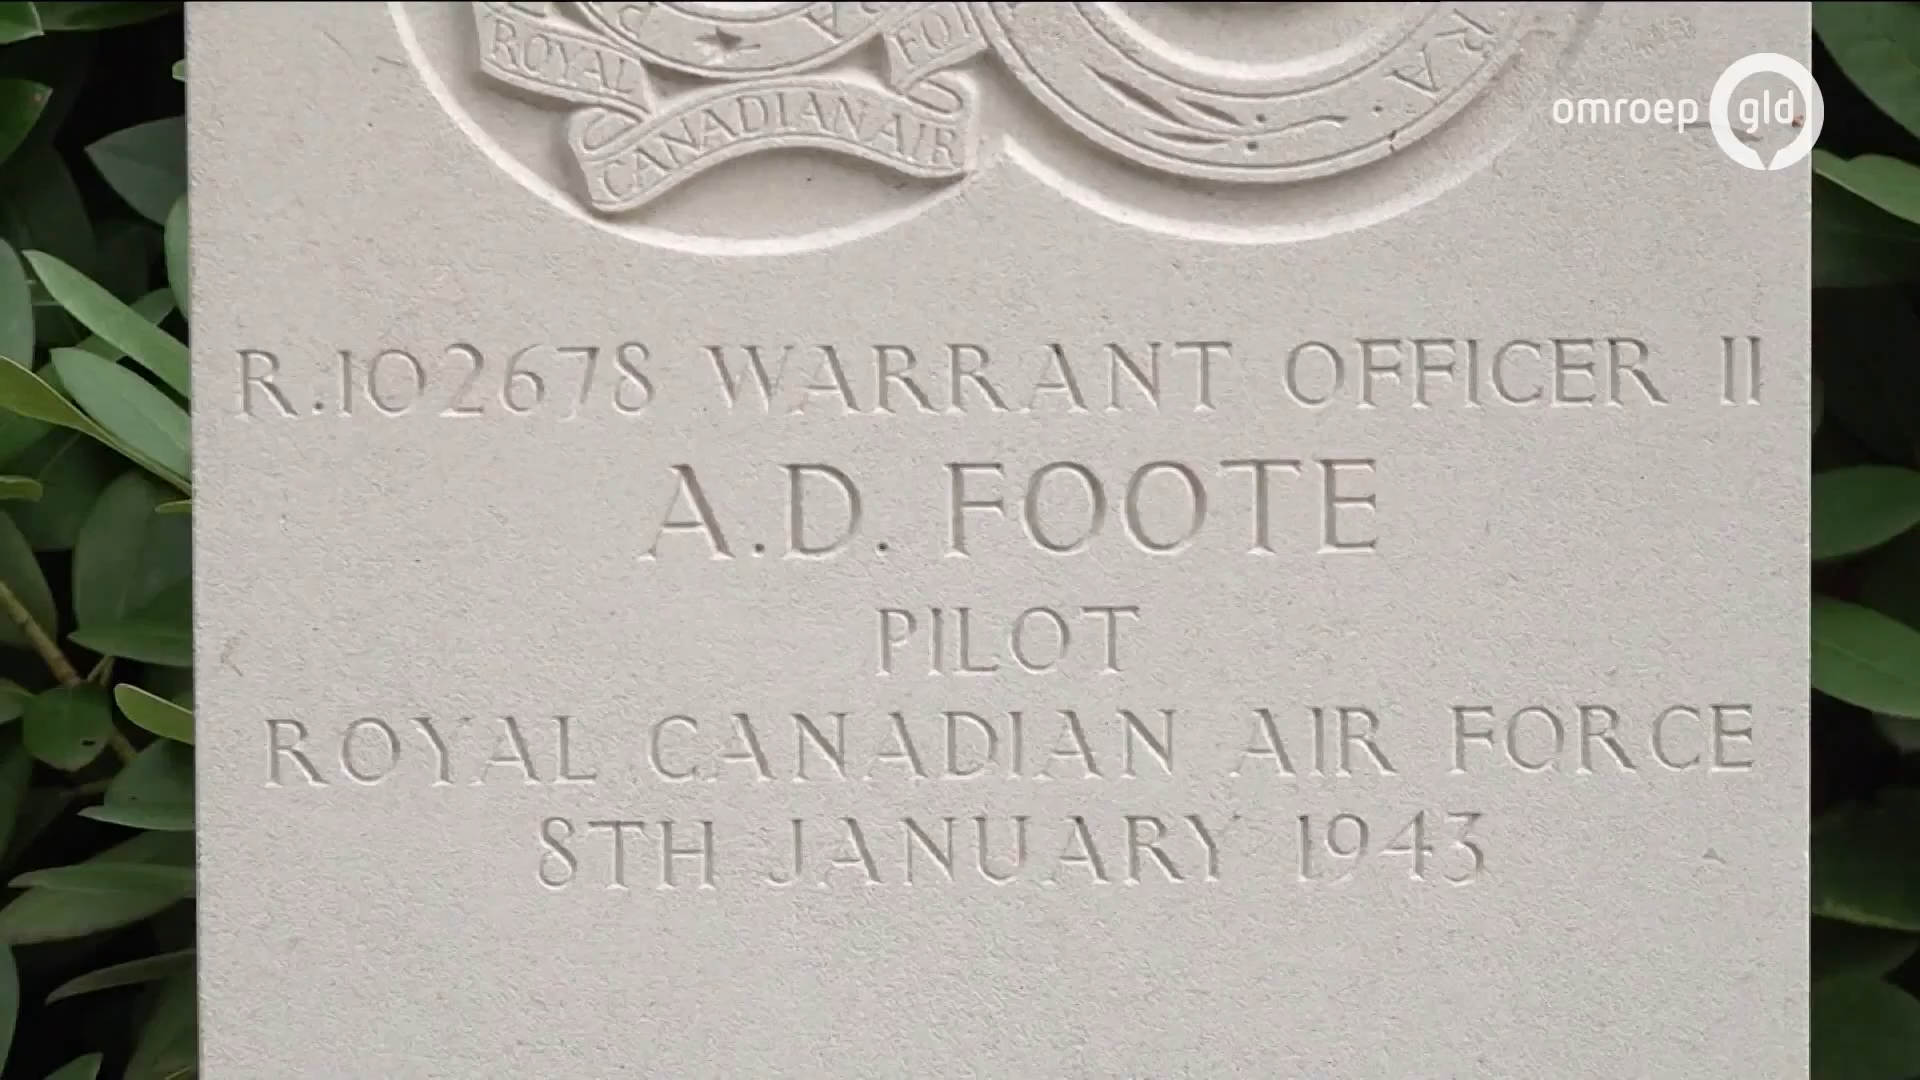 ROYAL
CANADIAN AIR
omroep gld
R.102678 WARRANT OFFICER II
A.D. FOOTE
PILOT
ROYAL CANADIAN AIR FORCE
8TH JANUARY 1943